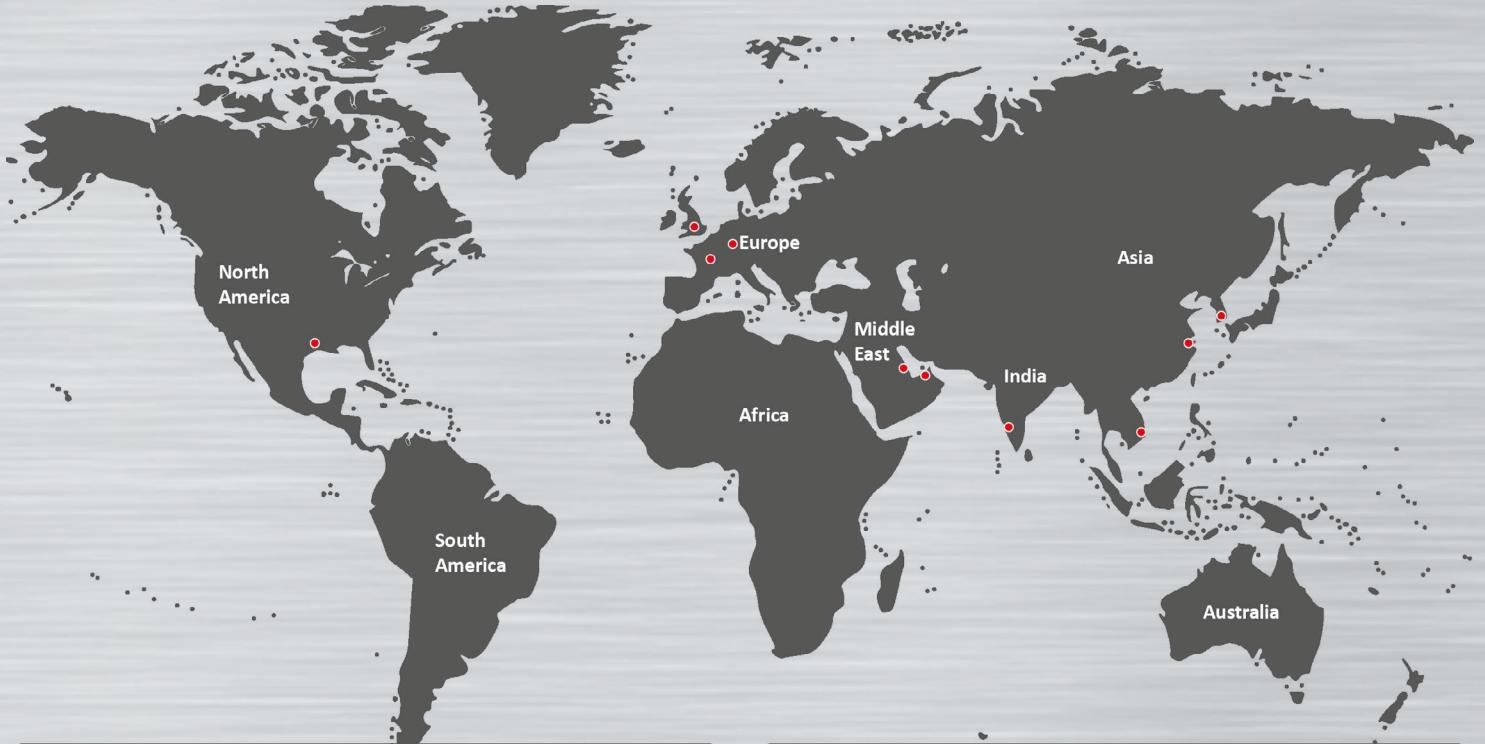 North
America
Europe
Asia
Middle
East
India
Africa
South
America
Australia